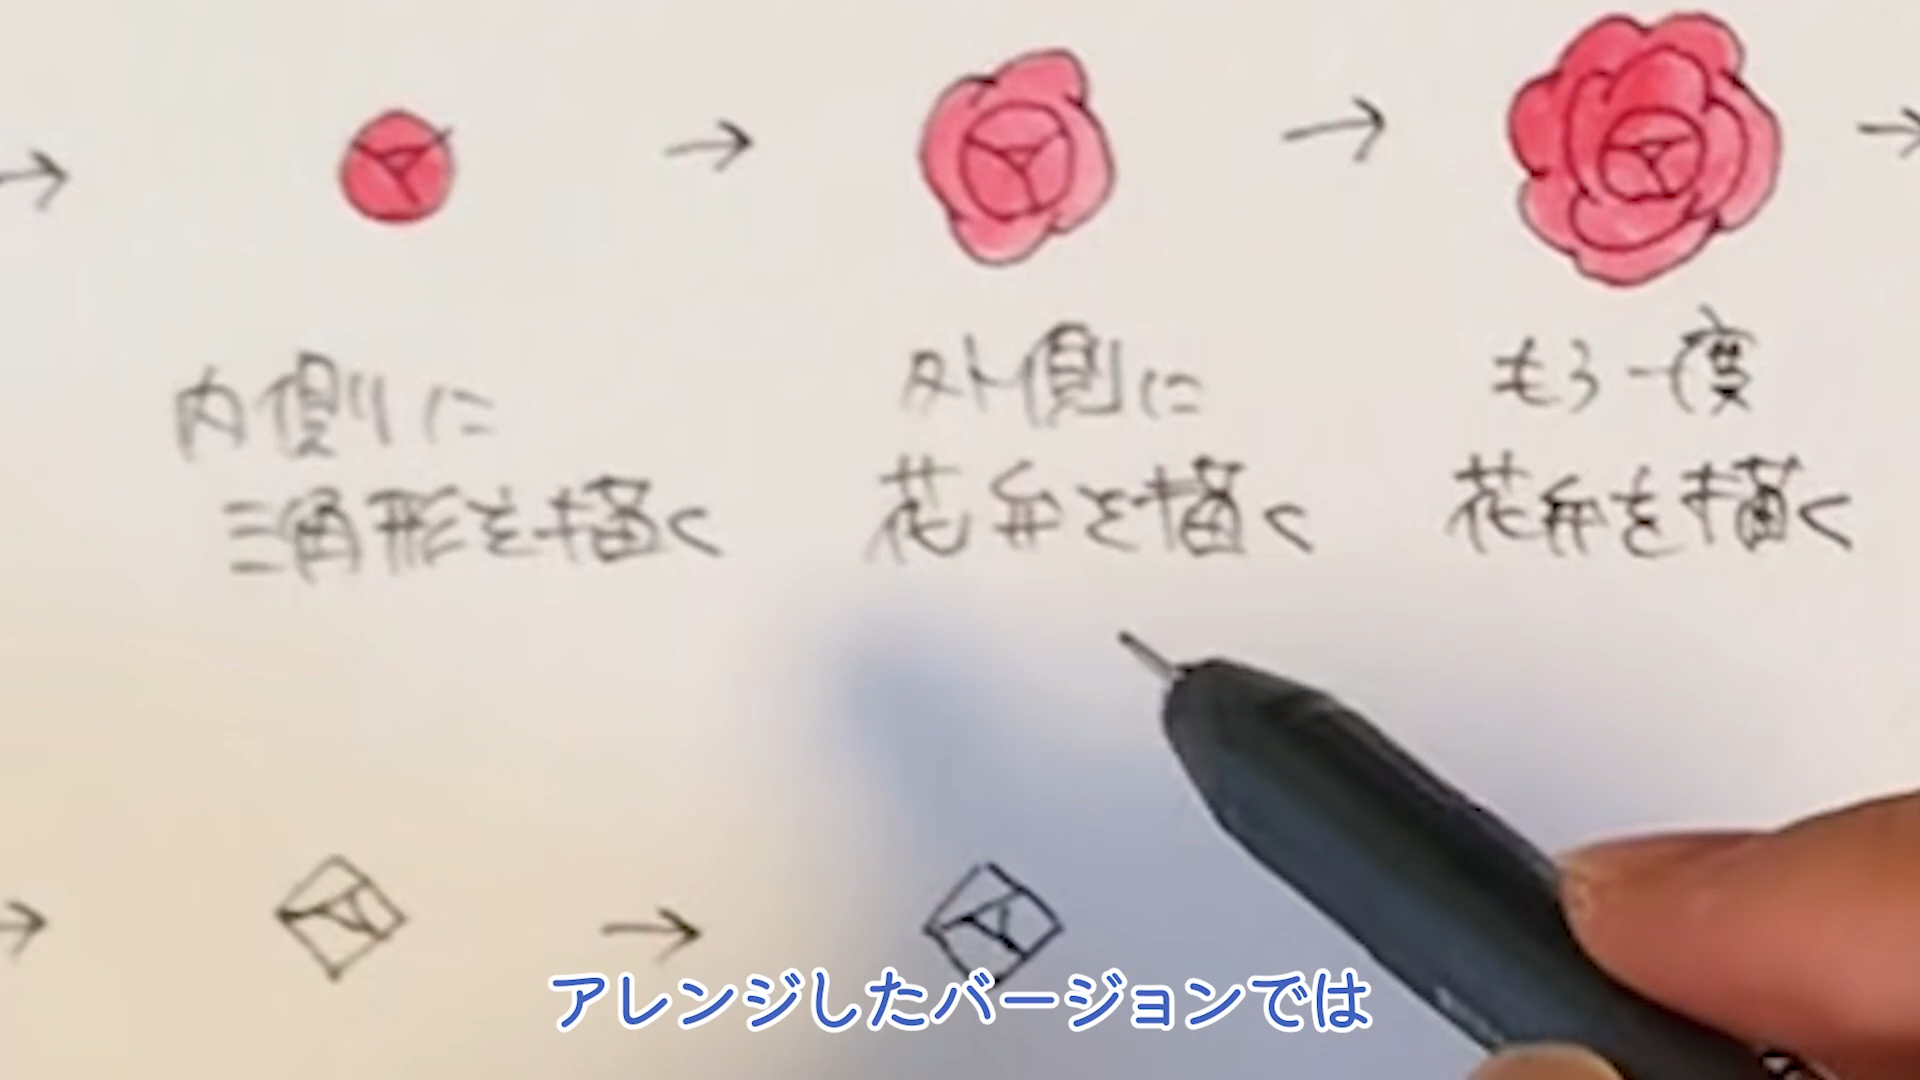 内側に
三角形を描く
外側に
花弁を描く
もう一度
花弁を描く
アレンジしたバージョンでは